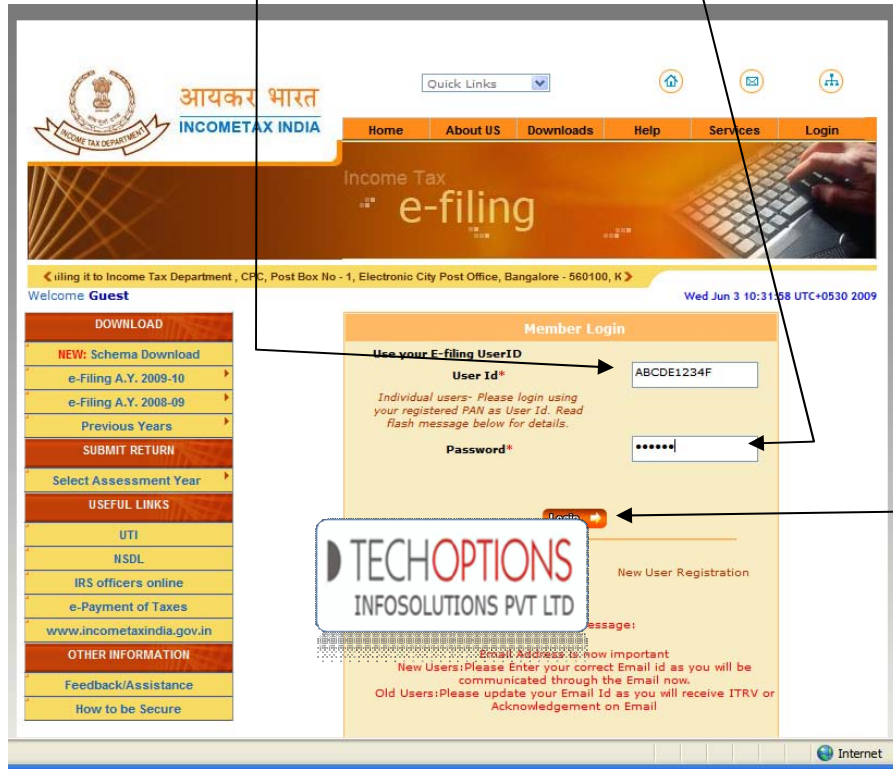 आयकर भारत
INCOMETAX INDIA
INCOME TAX DEPARTMENT
Quick Links
Home About US Downloads Help Services Login
Income Tax
e-filing
iling it to Income Tax Department , CPC, Post Box No - 1, Electronic City Post Office, Bangalore - 560100, K
Welcome Guest
Wed Jun 3 10:31:58 UTC+0530 2009
DOWNLOAD
NEW: Schema Download
e-Filing A.Y. 2009-10
e-Filing A.Y. 2008-09
Previous Years
SUBMIT RETURN
Select Assessment Year
USEFUL LINKS
UTI
NSDL
IRS officers online
e-Payment of Taxes
www.incometaxindia.gov.in
OTHER INFORMATION
Feedback/Assistance
How to be Secure
Member Login
Use your E-filing UserID
User Id*
ABCDE1234F
Individual users- Please login using
your registered PAN as User Id. Read
flash message below for details.
Password*
••••••
Login
TECHOPTIONS
INFOSOLUTIONS PVT LTD
New User Registration
essage:
Email Address is now important
New Users:Please Enter your correct Email id as you will be
communicated through the Email now.
Old Users:Please update your Email Id as you will receive ITRV or
Acknowledgement on Email
Internet